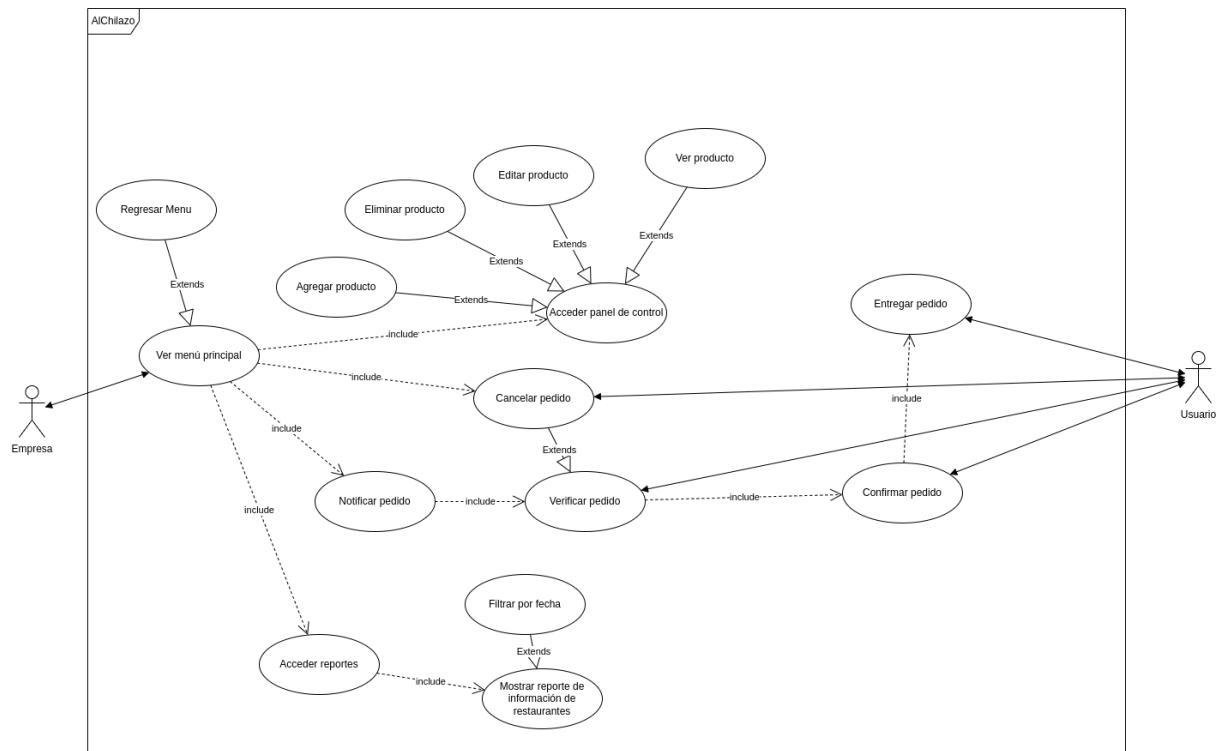 AlChilazo
Ver producto
Editar producto
Regresar Menu
Eliminar producto
Extends
Extends
Extends
Extends
Agregar producto
Extends
Entregar pedido
Acceder panel de control
include
Ver menú principal
include
Cancelar pedido
include
Usuario
Empresa
include
Extends
Notificar pedido
include
Verificar pedido
include
Confirmar pedido
include
Filtrar por fecha
Extends
Acceder reportes
include
Mostrar reporte de
información de
restaurantes